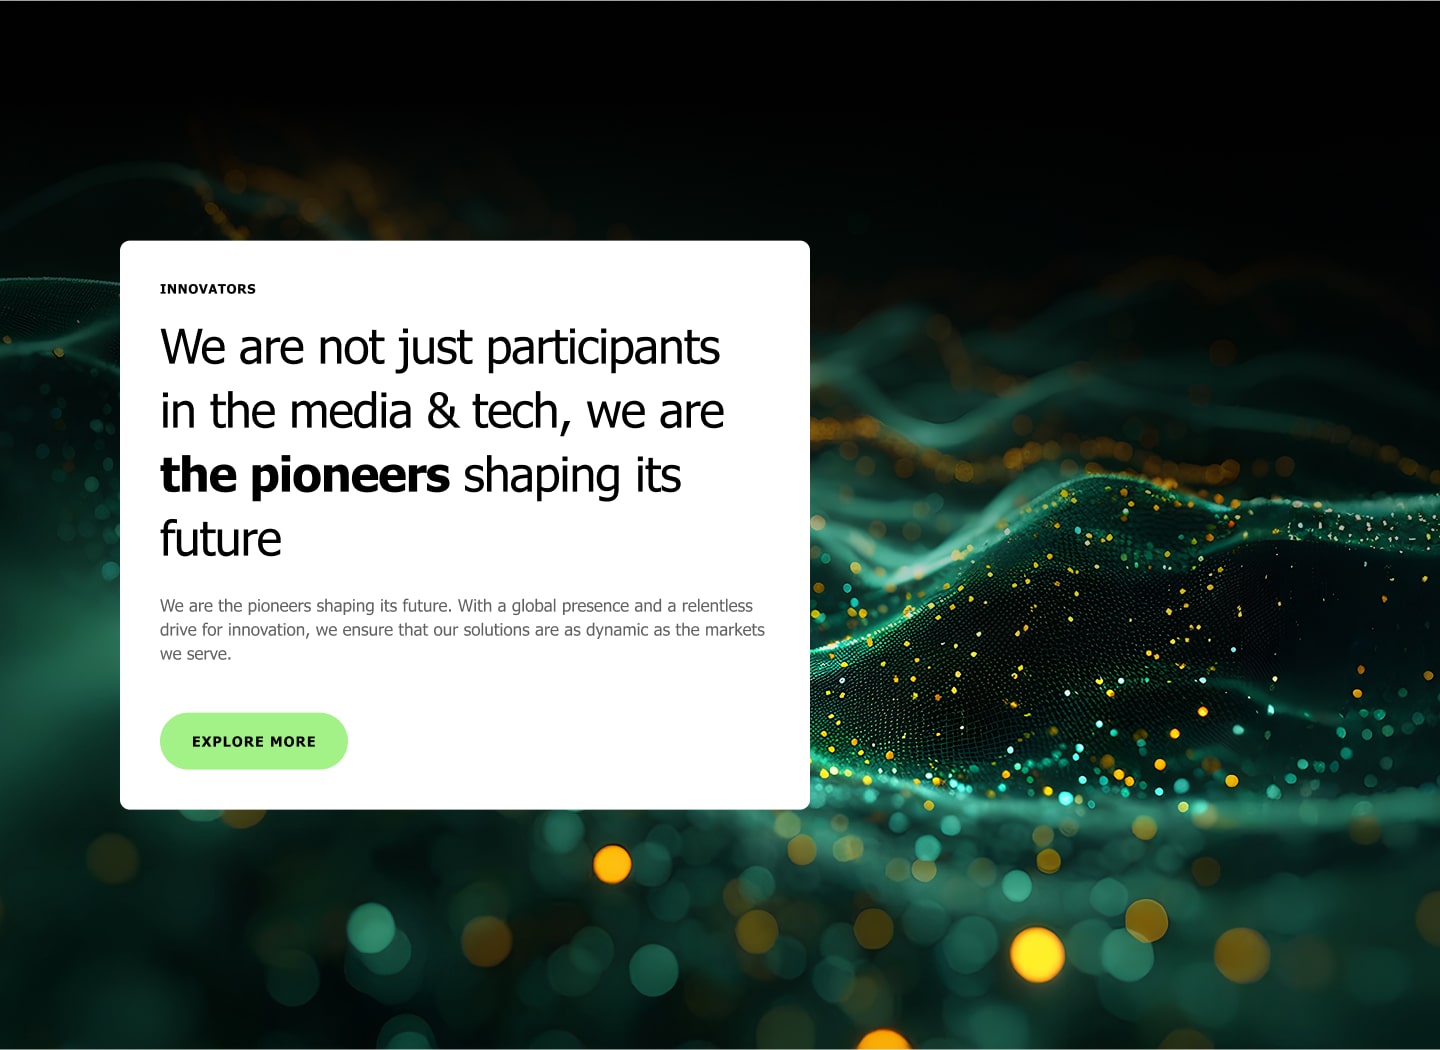 INNOVATORS
We are not just participants
in the media & tech, we are
the pioneers shaping its
future
We are the pioneers shaping its future. With a global presence and a relentless
drive for innovation, we ensure that our solutions are as dynamic as the markets
we serve.
EXPLORE MORE